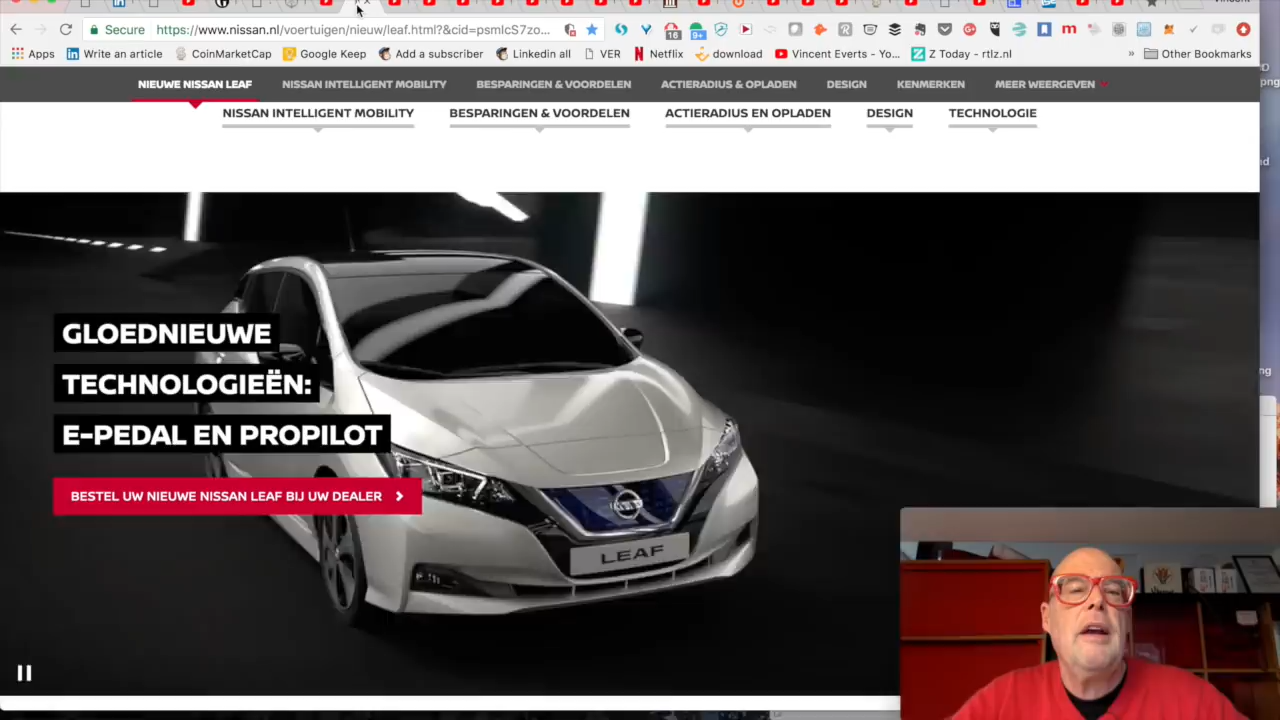 Secure
https://www.nissan.nl/voertuigen/nieuw/leaf.html?&cid=psmlcS7zo...
16
9+
Apps
Write an article
CoinMarketCap
Google Keep
Add a subscriber
Linkedin all
VER
Netflix
download
Vincent Everts - Yo...
Z Today - rtlz.nl
»
Other Bookmarks
NIEUWE NISSAN LEAF
NISSAN INTELLIGENT MOBILITY
BESPARINGEN & VOORDELEN
ACTIERADIUS & OPLADEN
DESIGN
KENMERKEN
MEER WEERGEVEN
NISSAN INTELLIGENT MOBILITY
BESPARINGEN & VOORDELEN
ACTIERADIUS EN OPLADEN
DESIGN
TECHNOLOGIE
GLOEDNIEUWE
TECHNOLOGIEËN:
E-PEDAL EN PROPILOT
BESTEL UW NIEUWE NISSAN LEAF BIJ UW DEALER
NISSAN
LEAF